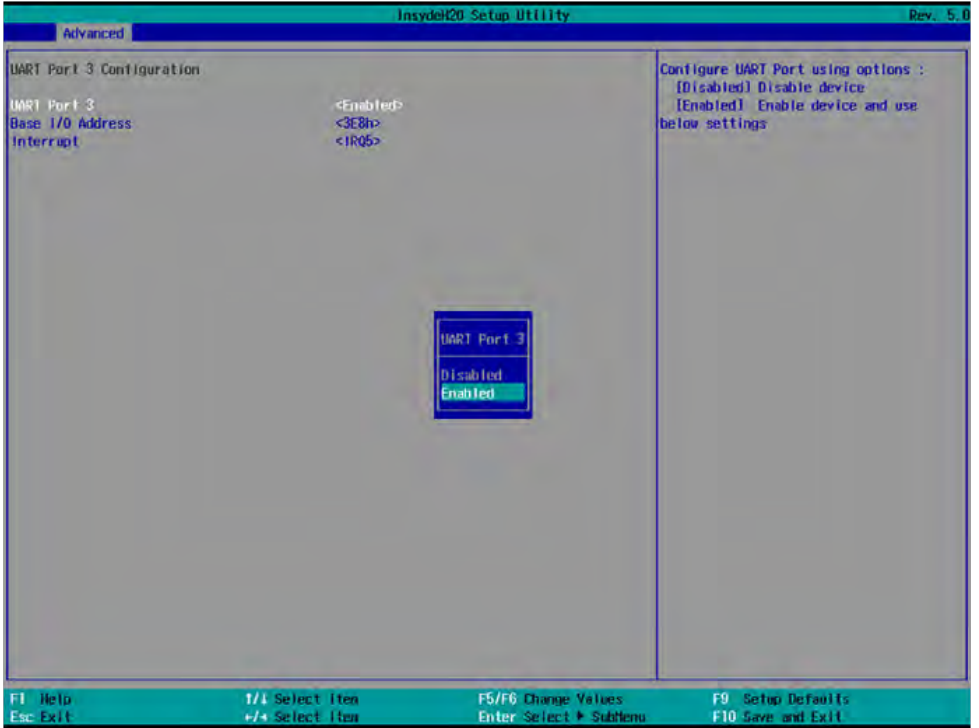 InsydeH2O Setup Utility Rev. 5.0
Advanced
UART Port 3 Configuration
UART Port 3 <Enabled>
Base I/O Address <3E8h>
Interrupt <IRQ5>
Configure UART Port using options :
[Disabled] Disable device
[Enabled] Enable device and use
below settings
UART Port 3
Disabled
Enabled
F1 Help ↑/↓ Select Item F5/F6 Change Values F9 Setup Defaults
Esc Exit ←/→ Select Item Enter Select ▶ SubMenu F10 Save and Exit